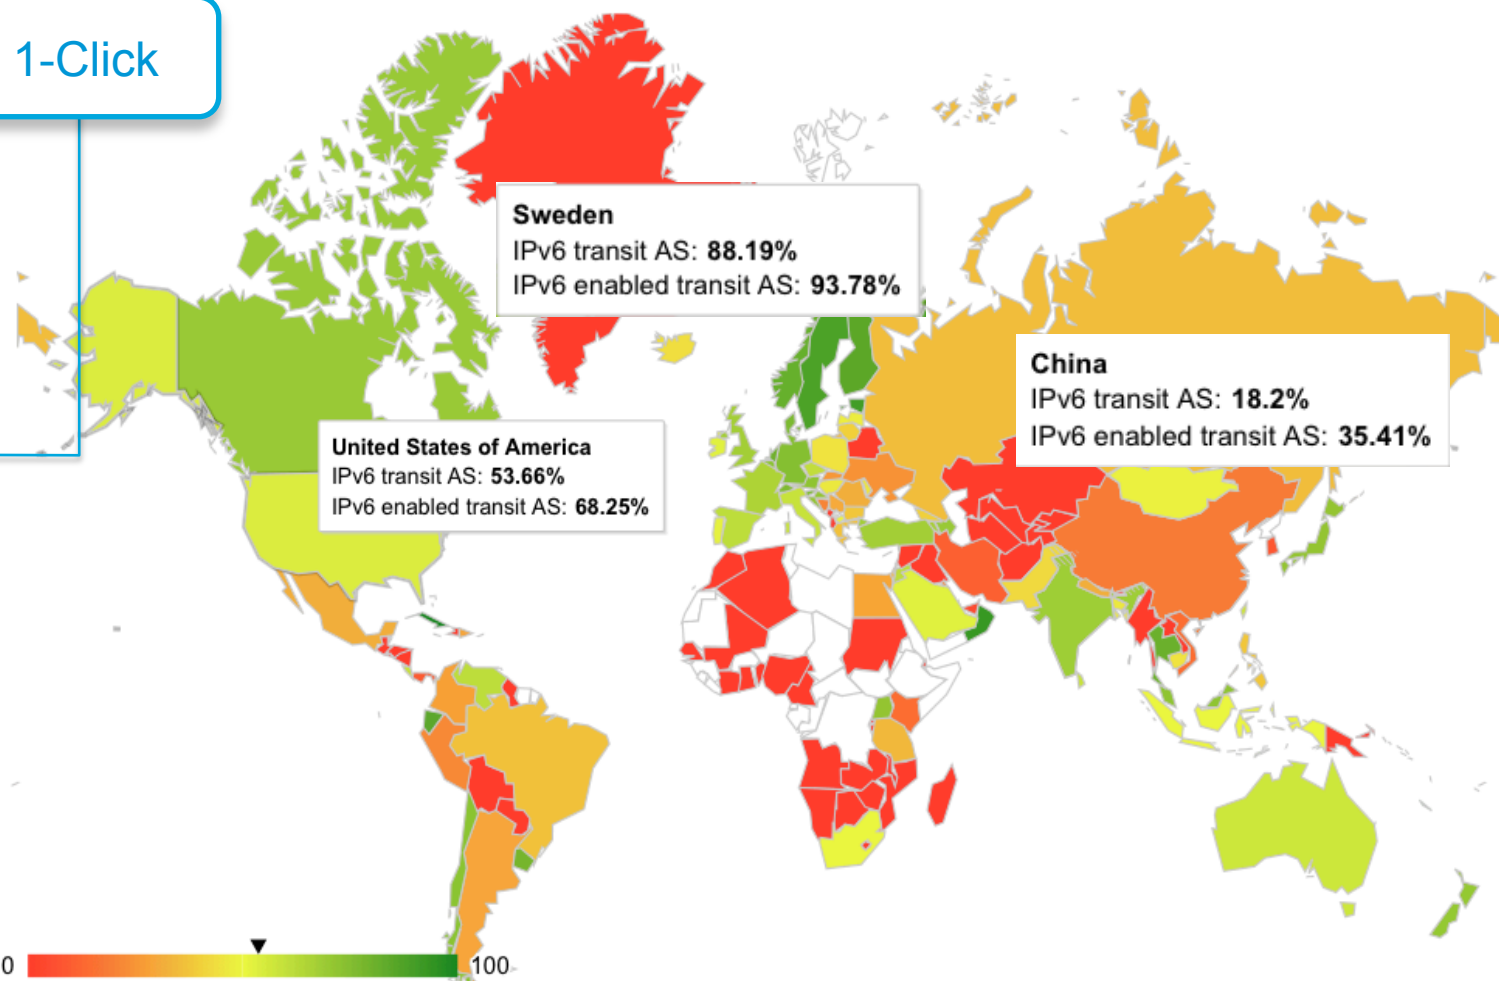 1-Click
Sweden
IPv6 transit AS: 88.19%
IPv6 enabled transit AS: 93.78%
China
IPv6 transit AS: 18.2%
IPv6 enabled transit AS: 35.41%
United States of America
IPv6 transit AS: 53.66%
IPv6 enabled transit AS: 68.25%
0 100